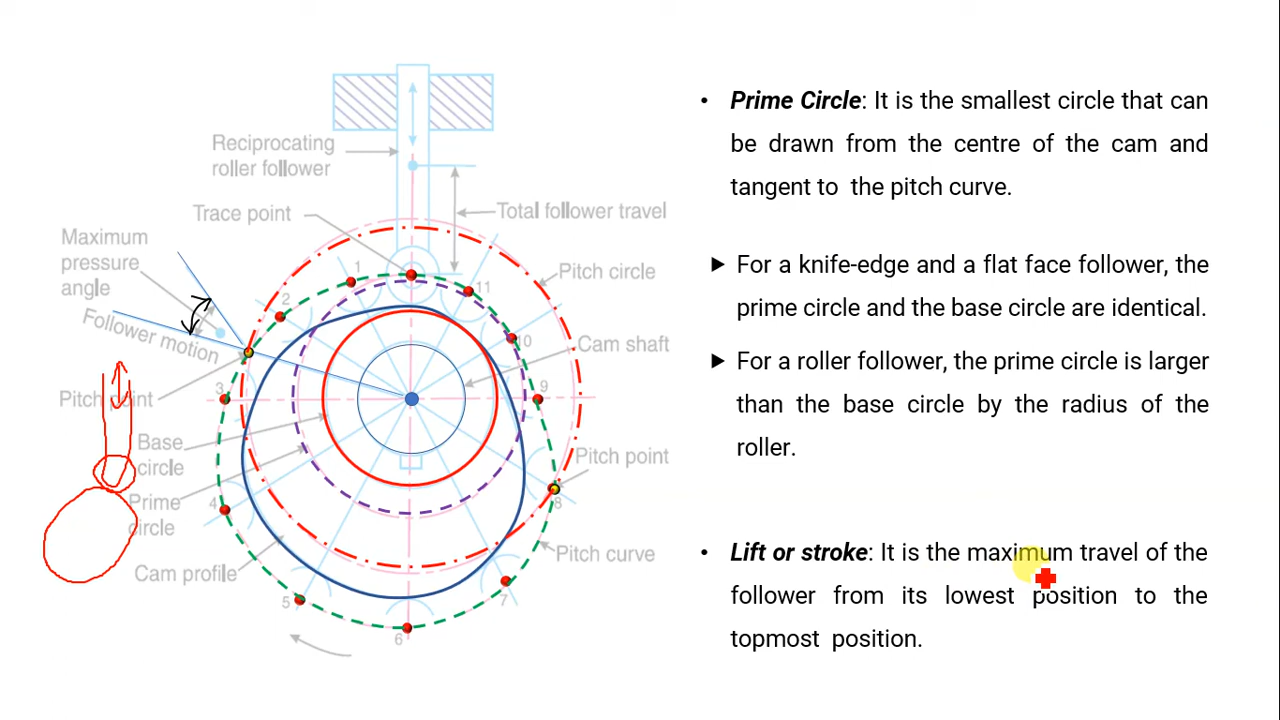 Reciprocating
roller follower
Trace point
Total follower travel
Maximum
pressure
angle
Pitch circle
Follower motion
Cam shaft
Pitch point
Base
circle
Pitch point
Prime
circle
Cam profile
Pitch curve
1
2
3
4
5
6
7
8
9
10
11
• Prime Circle: It is the smallest circle that can
be drawn from the centre of the cam and
tangent to the pitch curve.
► For a knife-edge and a flat face follower, the
prime circle and the base circle are identical.
► For a roller follower, the prime circle is larger
than the base circle by the radius of the
roller.
• Lift or stroke: It is the maximum travel of the
follower from its lowest position to the
topmost position.